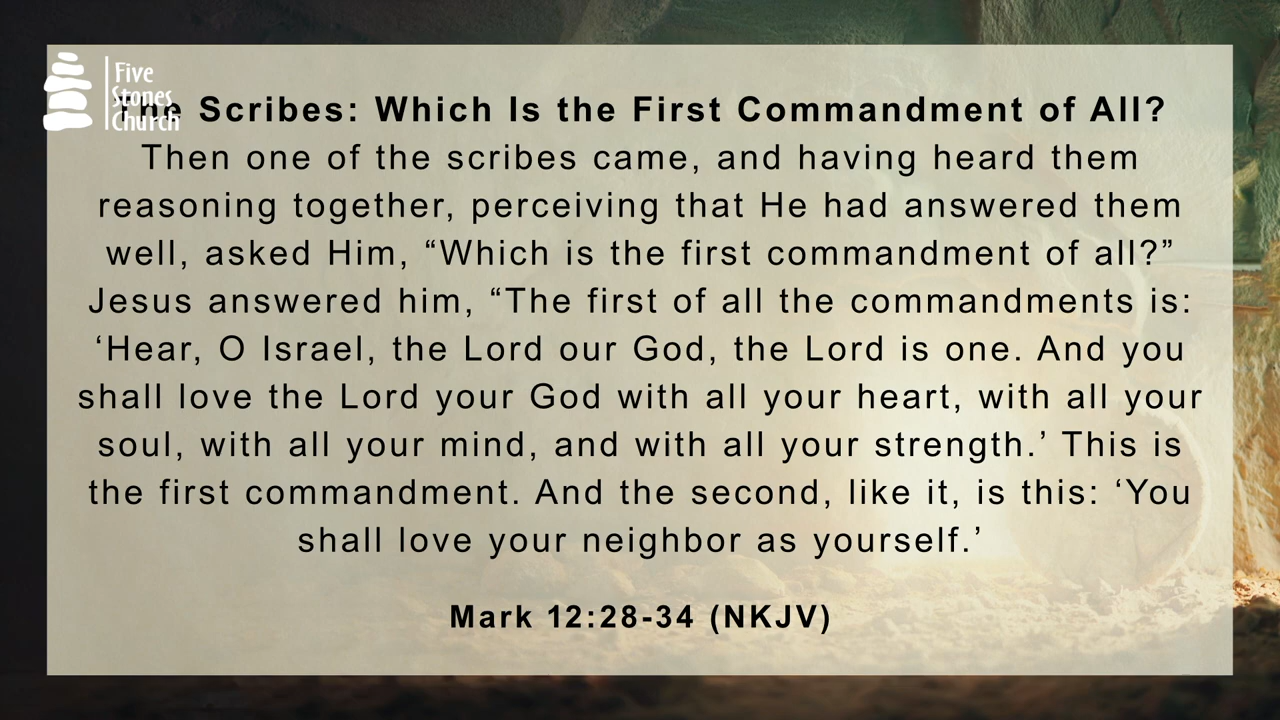 Five
Stones
Church
The Scribes: Which Is the First Commandment of All?
Then one of the scribes came, and having heard them
reasoning together, perceiving that He had answered them
well, asked Him, “Which is the first commandment of all?”
Jesus answered him, “The first of all the commandments is:
‘Hear, O Israel, the Lord our God, the Lord is one. And you
shall love the Lord your God with all your heart, with all your
soul, with all your mind, and with all your strength.’ This is
the first commandment. And the second, like it, is this: ‘You
shall love your neighbor as yourself.’
Mark 12:28-34 (NKJV)